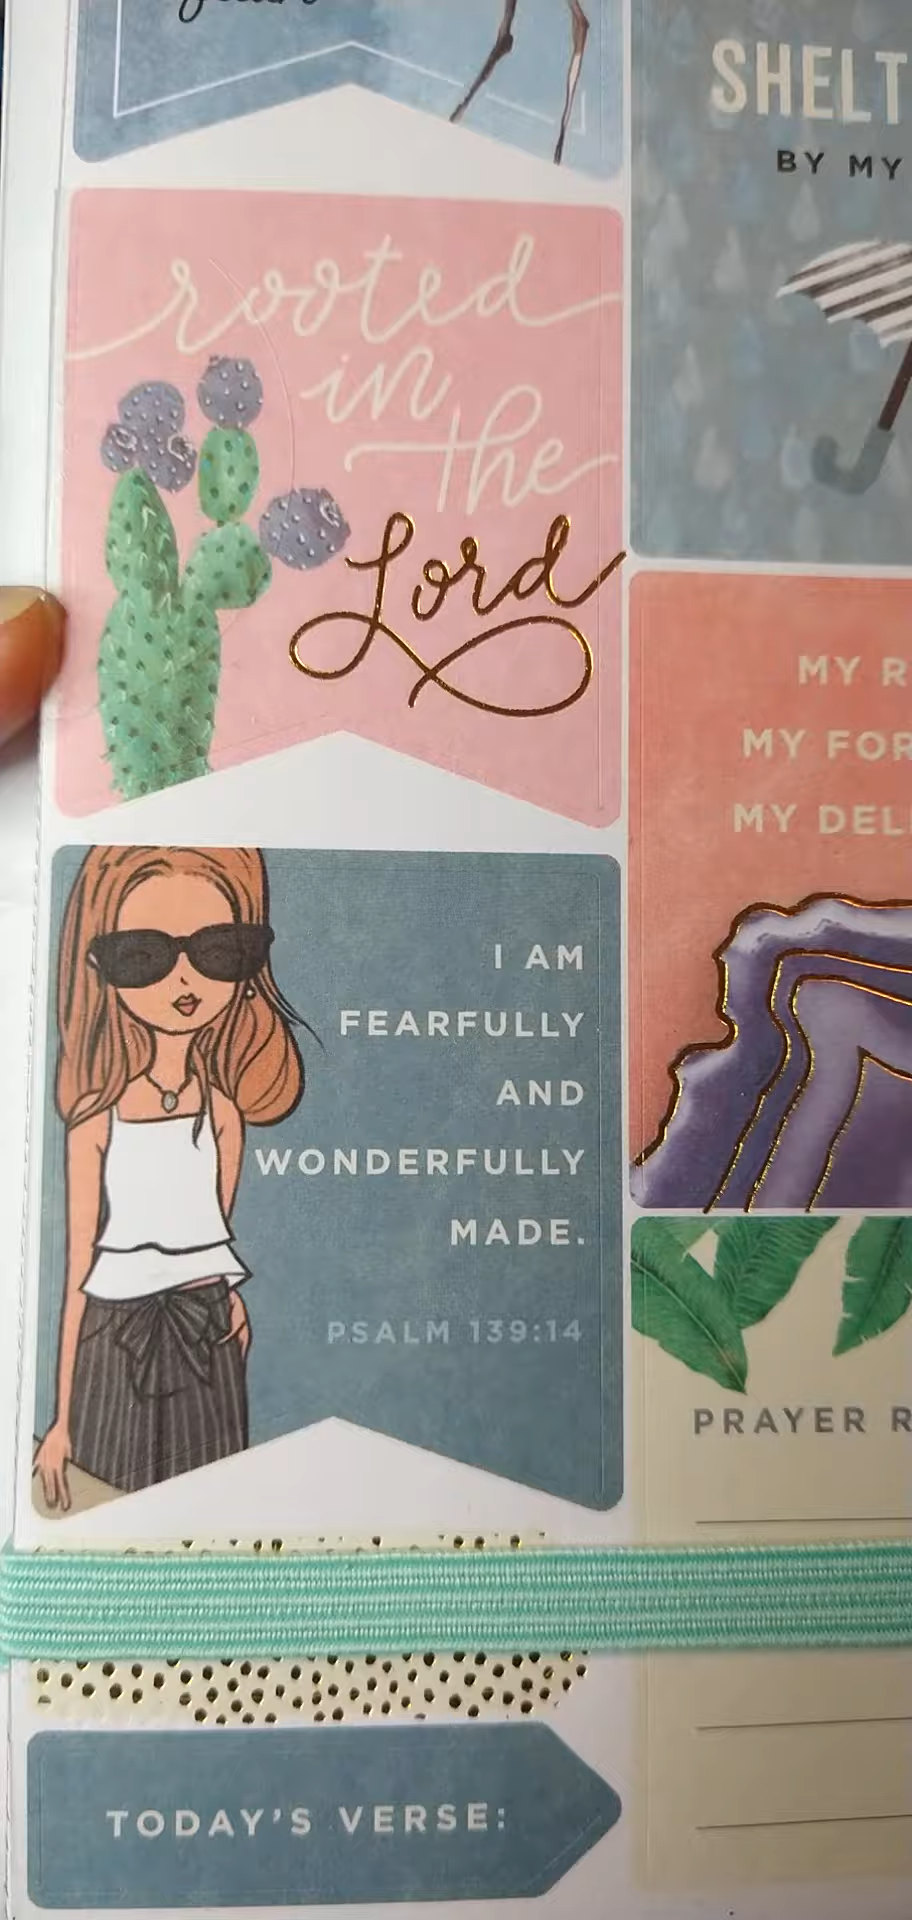 rooted
in
the
Lord
I AM
FEARFULLY
AND
WONDERFULLY
MADE.
PSALM 139:14
TODAY'S VERSE:
SHELT
BY MY
MY R
MY FOR
MY DELI
PRAYER R